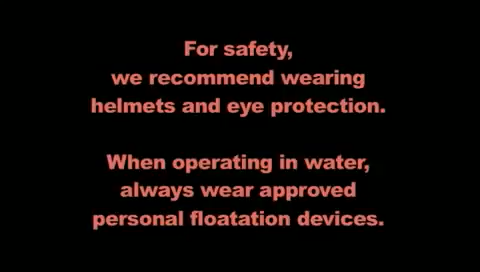 For safety,
we recommend wearing
helmets and eye protection.
When operating in water,
always wear approved
personal floatation devices.